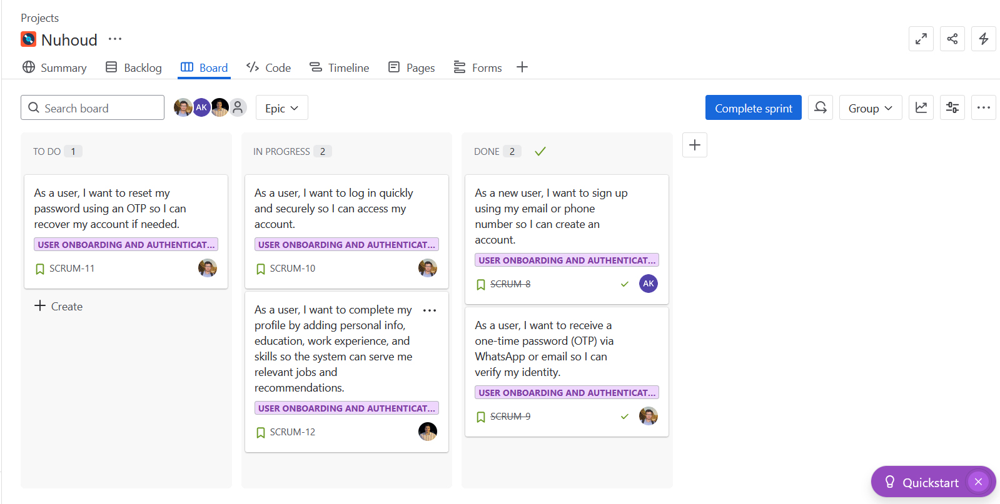 Projects
Nuhoud
Summary
Backlog
Board
Code
Timeline
Pages
Forms
Search board
AK
Epic
Complete sprint
Group
TO DO 1
As a user, I want to reset my
password using an OTP so I can
recover my account if needed.
USER ONBOARDING AND AUTHENTICAT...
SCRUM-11
Create
IN PROGRESS 2
As a user, I want to log in quickly
and securely so I can access my
account.
USER ONBOARDING AND AUTHENTICAT...
SCRUM-10
As a user, I want to complete my
profile by adding personal info,
education, work experience, and
skills so the system can serve me
relevant jobs and
recommendations.
USER ONBOARDING AND AUTHENTICAT...
SCRUM-12
DONE 2
As a new user, I want to sign up
using my email or phone
number so I can create an
account.
USER ONBOARDING AND AUTHENTICAT...
SCRUM-8
AK
As a user, I want to receive a
one-time password (OTP) via
WhatsApp or email so I can
verify my identity.
USER ONBOARDING AND AUTHENTICAT...
SCRUM-9
Quickstart